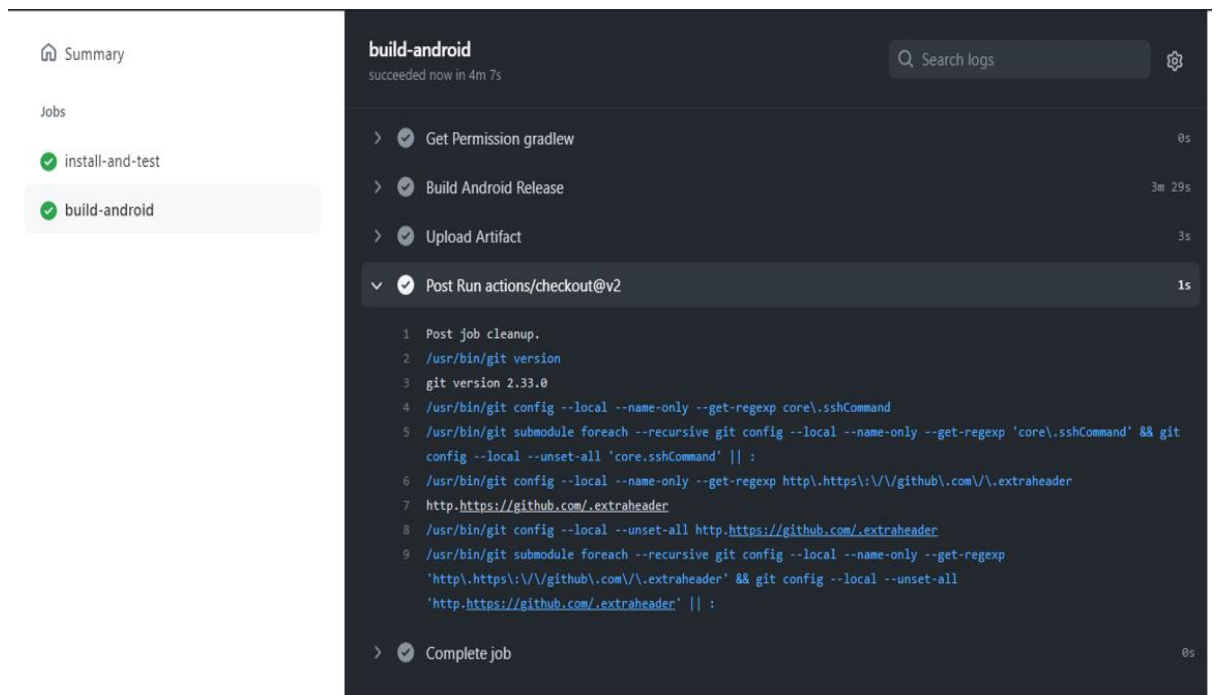 Summary
Jobs
install-and-test
build-android
build-android
succeeded now in 4m 7s
Search logs
Get Permission gradlew 0s
Build Android Release 3m 29s
Upload Artifact 3s
Post Run actions/checkout@v2 1s
1 Post job cleanup.
2 /usr/bin/git version
3 git version 2.33.0
4 /usr/bin/git config --local --name-only --get-regexp core\.sshCommand
5 /usr/bin/git submodule foreach --recursive git config --local --name-only --get-regexp 'core\.sshCommand' && git
config --local --unset-all 'core.sshCommand' || :
6 /usr/bin/git config --local --name-only --get-regexp http\.https\:\/\/github\.com\/\.extraheader
7 http.https://github.com/.extraheader
8 /usr/bin/git config --local --unset-all http.https://github.com/.extraheader
9 /usr/bin/git submodule foreach --recursive git config --local --name-only --get-regexp
'http\.https\:\/\/github\.com\/\.extraheader' && git config --local --unset-all
'http.https://github.com/.extraheader' || :
Complete job 0s